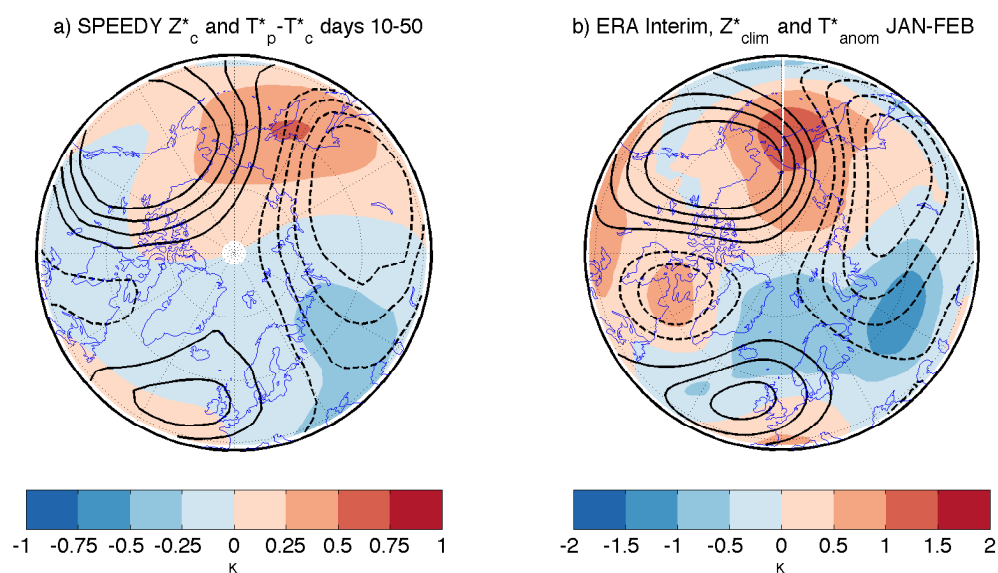 a) SPEEDY Z*c and T*p-T*c days 10-50
b) ERA Interim, Z*clim and T*anom JAN-FEB
-1 -0.75 -0.5 -0.25 0 0.25 0.5 0.75 1
K
-2 -1.5 -1 -0.5 0 0.5 1 1.5 2
K